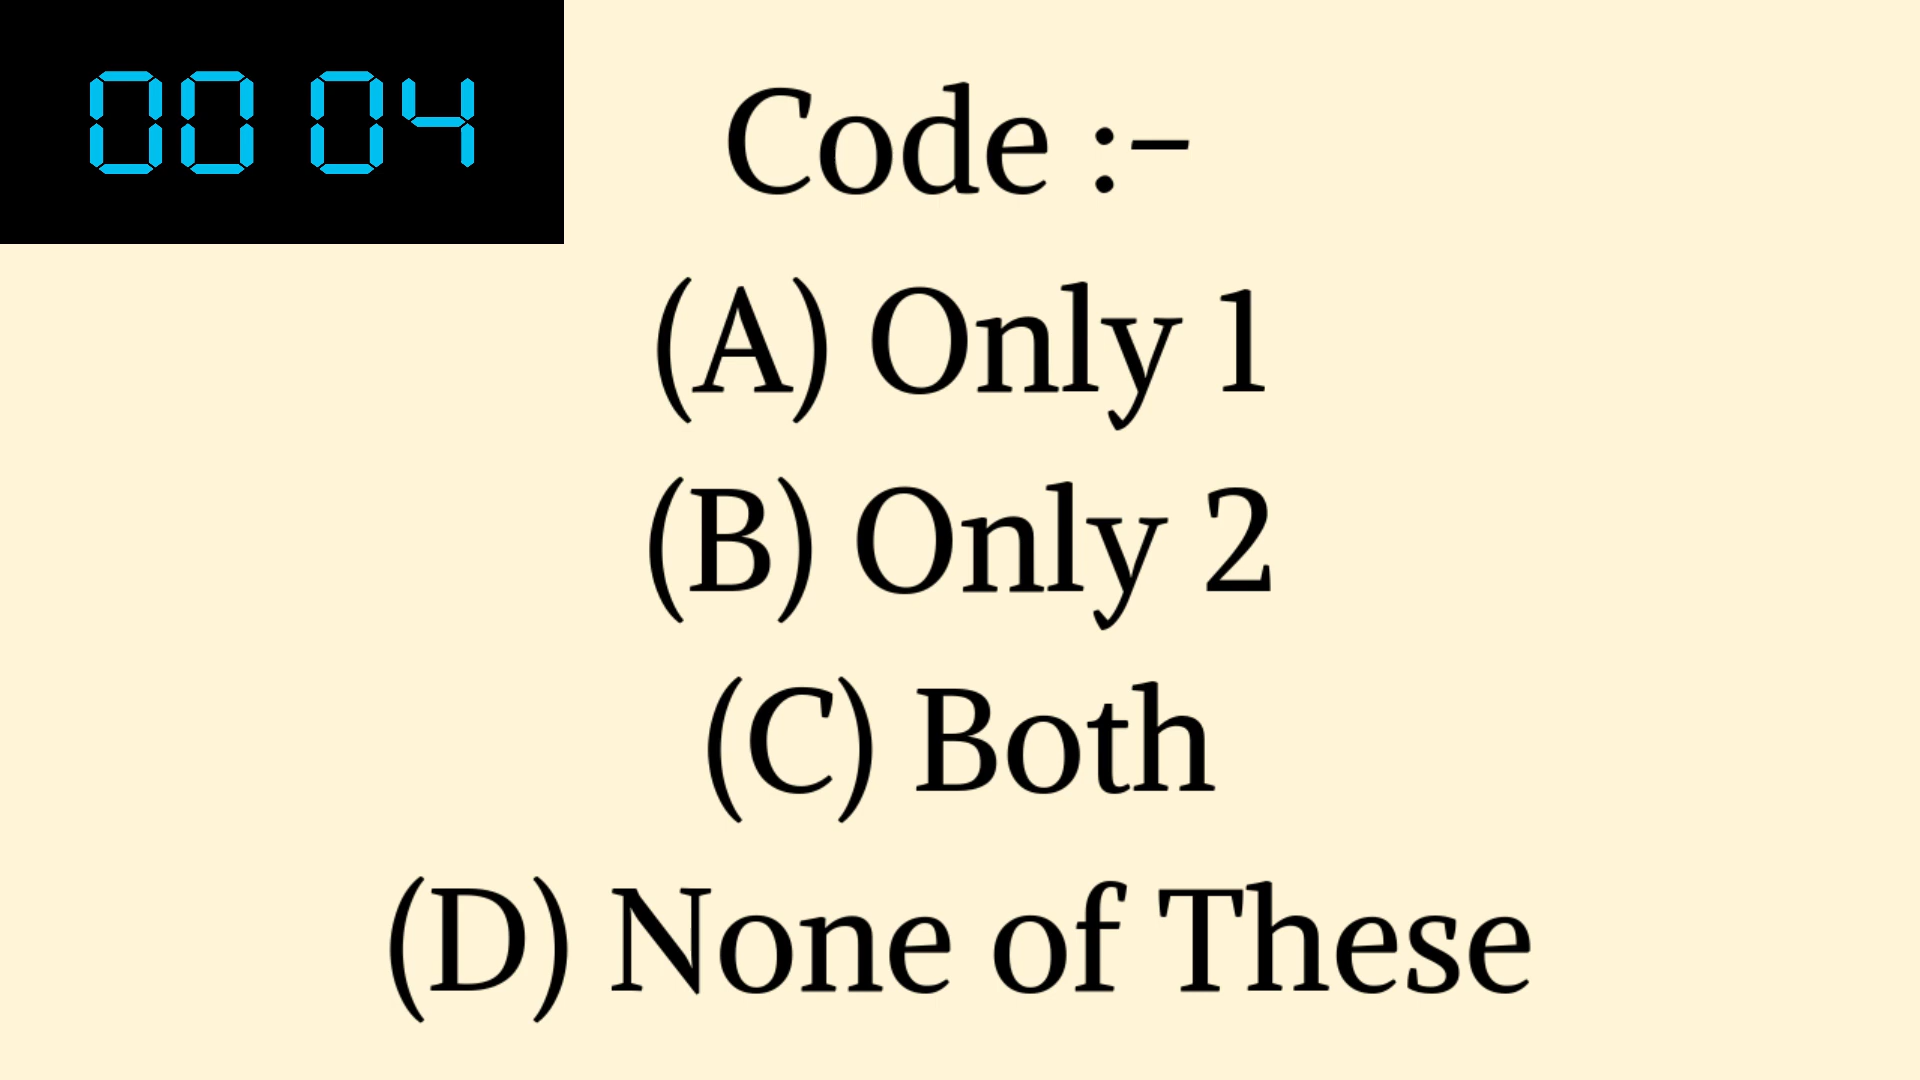 00 04
Code :-
(A) Only 1
(B) Only 2
(C) Both
(D) None of These